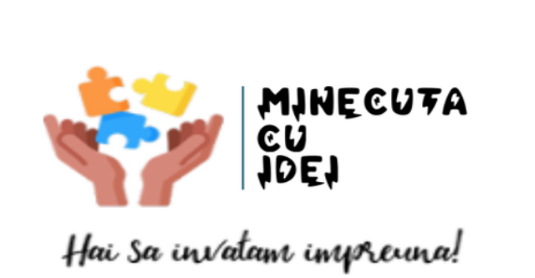 MINECUTA
CU
IDEI
Hai sa invatam impreuna!